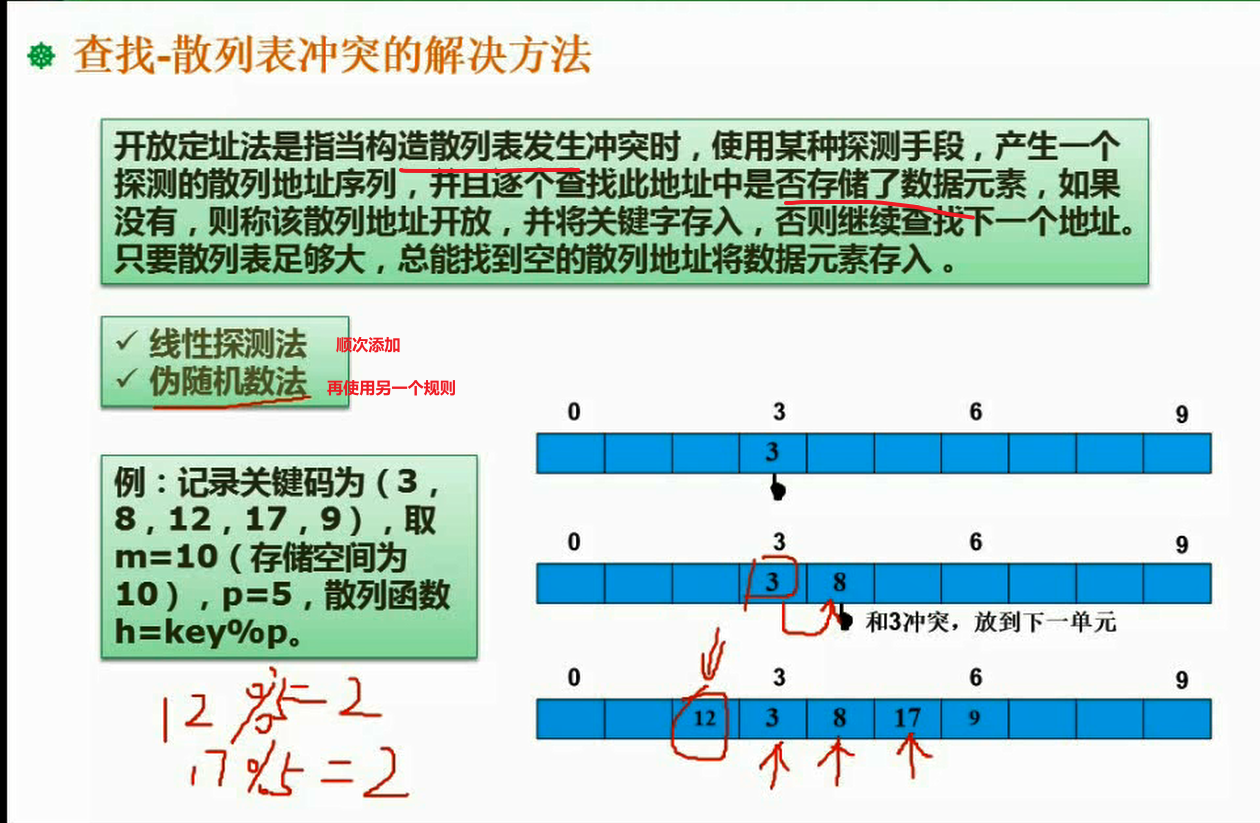 查找-散列表冲突的解决方法
开放定址法是指当构造散列表发生冲突时，使用某种探测手段，产生一个
探测的散列地址序列，并且逐个查找此地址中是否存储了数据元素，如果
没有，则称该散列地址开放，并将关键字存入，否则继续查找下一个地址。
只要散列表足够大，总能找到空的散列地址将数据元素存入 。
✓ 线性探测法 顺次添加
✓ 伪随机数法 再使用另一个规则
例：记录关键码为（3，
8，12，17，9），取
m=10（存储空间为
10），p=5，散列函数
h=key%p。
12 %5=2
17%5=2
0 3 6 9
3
0 3 6 9
3 8
和3冲突，放到下一单元
0 3 6 9
12 3 8 17 9